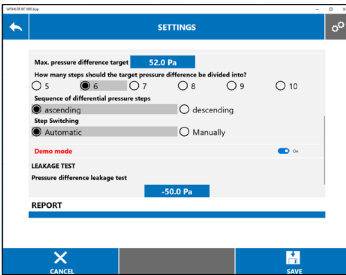 SETTINGS
Max. pressure difference target 52.0 Pa
How many steps should the target pressure difference be divided into?
5 6 7 8 9 10
Sequence of differential pressure steps
ascending descending
Step Switching
Automatic Manually
Demo mode On
LEAKAGE TEST
Pressure difference leakage test
-50.0 Pa
REPORT
CANCEL SAVE